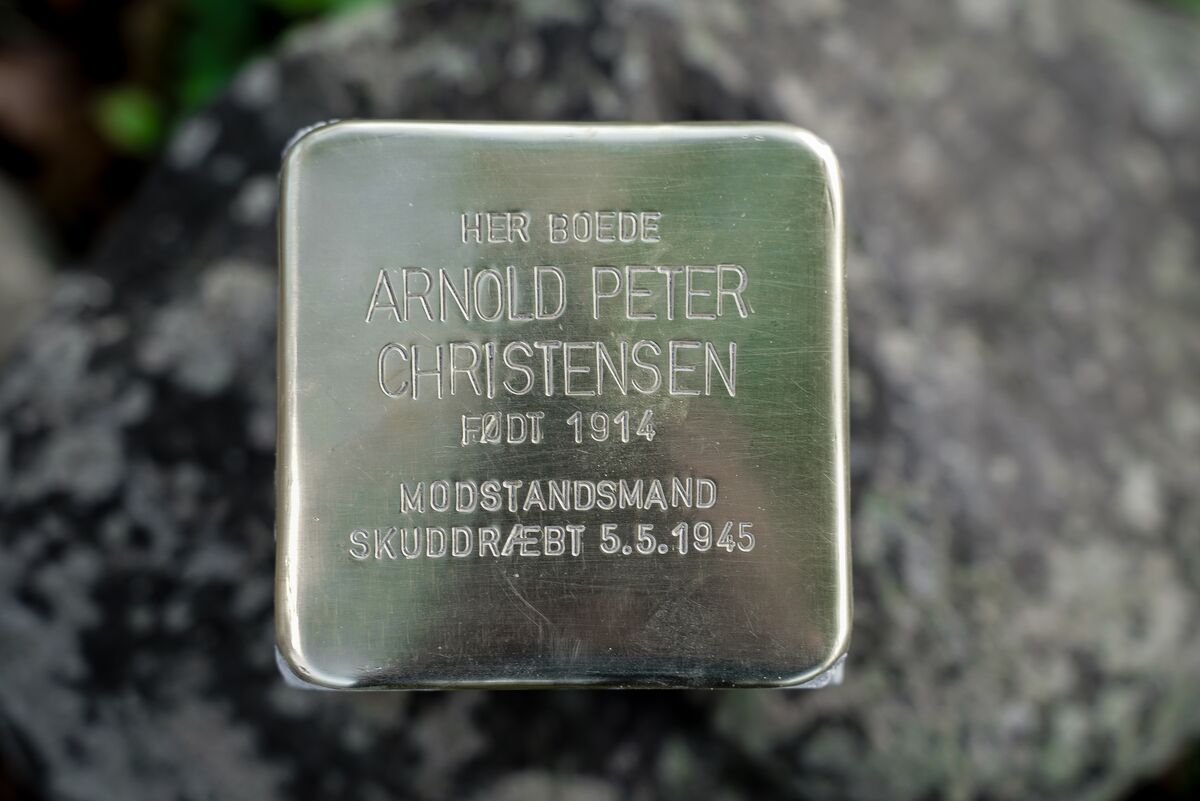 HER BOEDE
ARNOLD PETER
CHRISTENSEN
FØDT 1914
MODSTANDSMAND
SKUDDRÆBT 5.5.1945